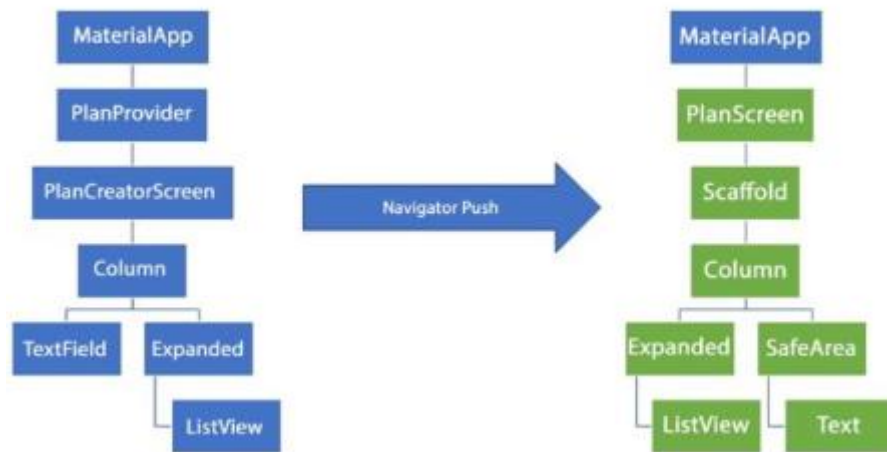 MaterialApp
PlanProvider
PlanCreatorScreen
Column
TextField
Expanded
ListView
Navigator Push
MaterialApp
PlanScreen
Scaffold
Column
Expanded
SafeArea
ListView
Text